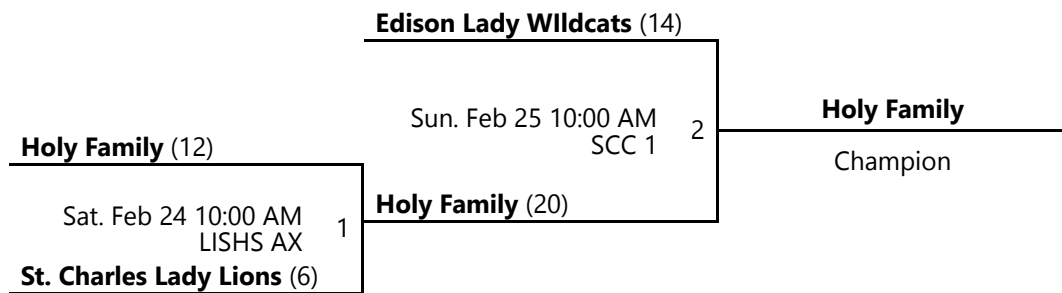 Edison Lady WIldcats (14)
Sun. Feb 25 10:00 AM
SCC 1
2
Holy Family
Champion
Holy Family (12)
Sat. Feb 24 10:00 AM
LISHS AX
1
Holy Family (20)
St. Charles Lady Lions (6)